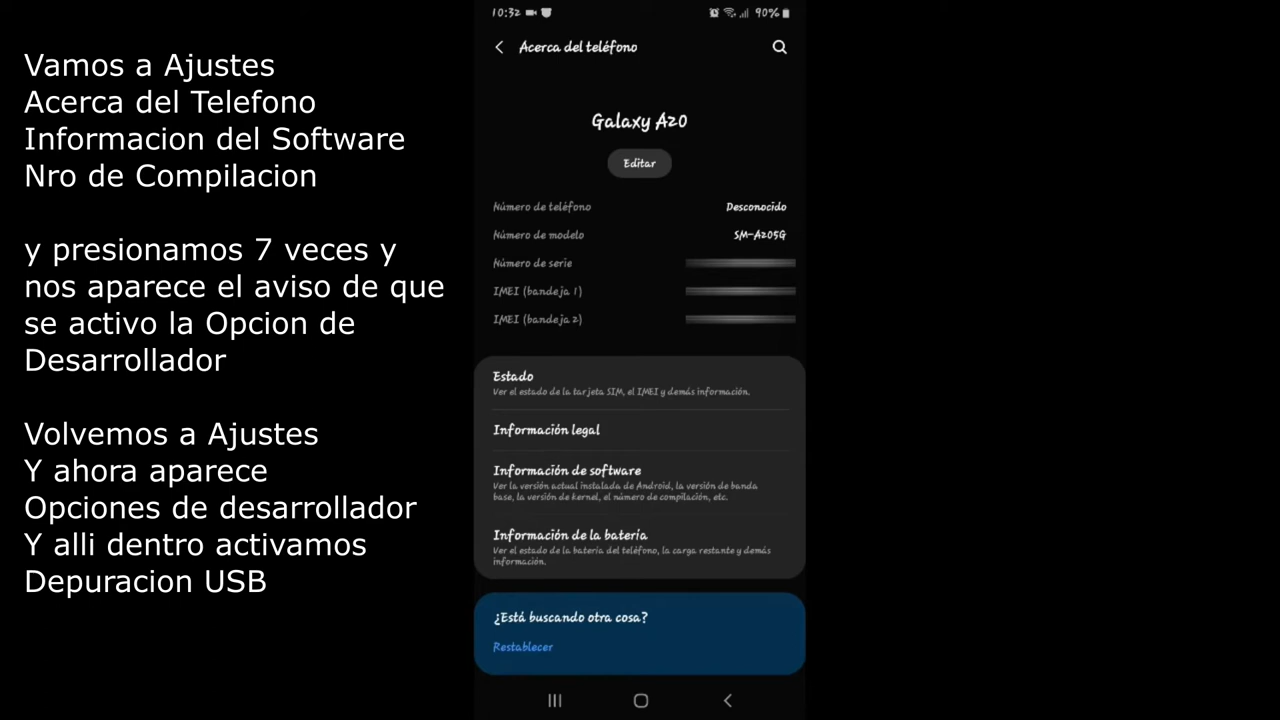 Vamos a Ajustes
Acerca del Telefono
Informacion del Software
Nro de Compilacion
y presionamos 7 veces y
nos aparece el aviso de que
se activo la Opcion de
Desarrollador
Volvemos a Ajustes
Y ahora aparece
Opciones de desarrollador
Y alli dentro activamos
Depuracion USB
10:32 90%
Acerca del teléfono
Galaxy A20
Editar
Número de teléfono Desconocido
Número de modelo SM-A205G
Número de serie
IMEI (bandeja 1)
IMEI (bandeja 2)
Estado
Ver el estado de la tarjeta SIM, el IMEI y demás información.
Información legal
Información de software
Ver la versión actual instalada de Android, la versión de banda
base, la versión de kernel, el número de compilación, etc.
Información de la batería
Ver el estado de la batería del teléfono, la carga restante y demás
información.
¿Está buscando otra cosa?
Restablecer